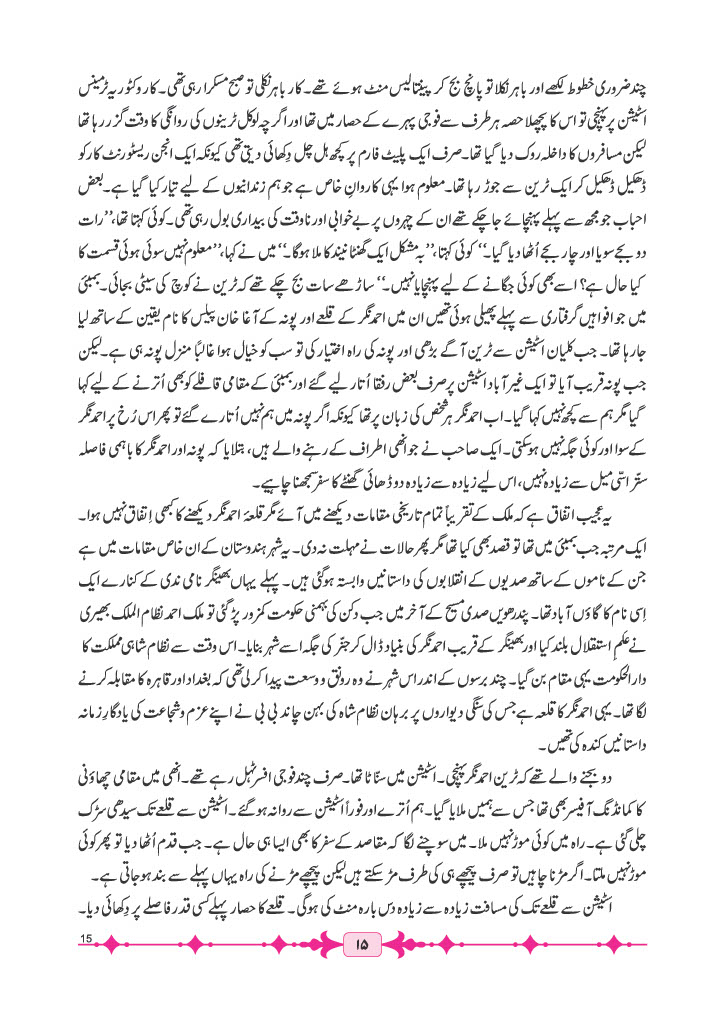 چند ضروری خطوط لکھے اور باہر نکلا تو پانچ بج کر پینتالیس منٹ ہوئے تھے۔ کار باہر نکلی تو صبح مسکرا رہی تھی۔ کار وکٹوریہ ٹرمینس
اسٹیشن پر پہنچی تو اس کا پچھلا حصہ ہر طرف سے فوجی پہرے کے حصار میں تھا اور اگرچہ لوکل ٹرینوں کی روانگی کا وقت گزر رہا تھا
لیکن مسافروں کا داخلہ روک دیا گیا تھا۔ صرف ایک پلیٹ فارم پر کچھ ہل چل دِکھائی دیتی تھی کیونکہ ایک انجن ریسٹورنٹ کار کو
ڈھکیل ڈھکیل کر ایک ٹرین سے جوڑ رہا تھا۔ معلوم ہوا یہی کاروانِ خاص ہے جو ہم زندانیوں کے لیے تیار کیا گیا ہے۔ بعض
احباب جو مجھ سے پہلے پہنچائے جا چکے تھے ان کے چہروں پر بے خوابی اور ناوقت کی بیداری بول رہی تھی۔ کوئی کہتا تھا، ’’رات
دو بجے سویا اور چار بجے اُٹھا دیا گیا۔‘‘ کوئی کہتا، ’’بہ مشکل ایک گھنٹا نیند کا ملا ہوگا۔‘‘ میں نے کہا، ’’معلوم نہیں سوئی ہوئی قسمت کا
کیا حال ہے؟ اسے بھی کوئی جگانے کے لیے پہنچایا نہیں۔‘‘ ساڑھے سات بج چکے تھے کہ ٹرین نے کوچ کی سیٹی بجائی۔ بمبئی
میں جو افواہیں گرفتاری سے پہلے پھیلی ہوئی تھیں ان میں احمد نگر کے قلعے اور پونہ کے آغا خان پیلس کا نام یقین کے ساتھ لیا
جا رہا تھا۔ جب کلیان اسٹیشن سے ٹرین آگے بڑھی اور پونہ کی راہ اختیار کی تو سب کو خیال ہوا غالباً منزل پونہ ہی ہے۔ لیکن
جب پونہ قریب آیا تو ایک غیر آباد اسٹیشن پر صرف بعض رفقا اُتار لیے گئے اور بمبئی کے مقامی قافلے کو بھی اُترنے کے لیے کہا
گیا مگر ہم سے کچھ نہیں کہا گیا۔ اب احمد نگر ہر شخص کی زبان پر تھا کیونکہ اگر پونہ میں ہم نہیں اُتارے گئے تو پھر اس رُخ پر احمد نگر
کے سوا اور کوئی جگہ نہیں ہو سکتی۔ ایک صاحب نے جو انھی اطراف کے رہنے والے ہیں، بتلایا کہ پونہ اور احمد نگر کا باہمی فاصلہ
ستّر اسّی میل سے زیادہ نہیں، اس لیے زیادہ سے زیادہ دو ڈھائی گھنٹے کا سفر سمجھنا چاہیے۔
یہ عجیب اتفاق ہے کہ ملک کے تقریباً تمام تاریخی مقامات دیکھنے میں آئے مگر قلعۂ احمد نگر دیکھنے کا کبھی اِتفاق نہیں ہوا۔
ایک مرتبہ جب بمبئی میں تھا تو قصد بھی کیا تھا مگر پھر حالات نے مہلت نہ دی۔ یہ شہر ہندوستان کے ان خاص مقامات میں ہے
جن کے ناموں کے ساتھ صدیوں کے انقلابوں کی داستانیں وابستہ ہو گئی ہیں۔ پہلے یہاں بھینگر نامی ندی کے کنارے ایک
اِسی نام کا گاؤں آباد تھا۔ پندرھویں صدی مسیح کے آخر میں جب دکن کی بہمنی حکومت کمزور پڑ گئی تو ملک احمد نظام الملک بھیری
نے علمِ استقلال بلند کیا اور بھینگر کے قریب احمد نگر کی بنیاد ڈال کر جنّر کی جگہ اسے شہر بنایا۔ اس وقت سے نظام شاہی مملکت کا
دارالحکومت یہی مقام بن گیا۔ چند برسوں کے اندر اس شہر نے وہ رونق و وسعت پیدا کر لی تھی کہ بغداد اور قاہرہ کا مقابلہ کرنے
لگا تھا۔ یہی احمد نگر کا قلعہ ہے جس کی سنگی دیواروں پر برہان نظام شاہ کی بہن چاند بی بی نے اپنے عزم و شجاعت کی یادگارِ زمانہ
داستانیں کندہ کی تھیں۔
دو بجنے والے تھے کہ ٹرین احمد نگر پہنچی۔ اسٹیشن میں سنّاٹا تھا۔ صرف چند فوجی افسر ٹہل رہے تھے۔ انھی میں مقامی چھاؤنی
کا کمانڈنگ آفیسر بھی تھا جس سے ہمیں ملایا گیا۔ ہم اُترے اور فوراً اسٹیشن سے روانہ ہو گئے۔ اسٹیشن سے قلعے تک سیدھی سڑک
چلی گئی ہے۔ راہ میں کوئی موڑ نہیں ملا۔ میں سوچنے لگا کہ مقاصد کے سفر کا بھی ایسا ہی حال ہے۔ جب قدم اُٹھا دیا تو پھر کوئی
موڑ نہیں ملتا۔ اگر مڑنا چاہیں تو صرف پیچھے ہی کی طرف مڑ سکتے ہیں لیکن پیچھے مڑنے کی راہ یہاں پہلے سے بند ہو جاتی ہے۔
اسٹیشن سے قلعے تک کی مسافت زیادہ سے زیادہ دس بارہ منٹ کی ہوگی۔ قلعے کا حصار پہلے کسی قدر فاصلے پر دِکھائی دیا۔
15
۱۵